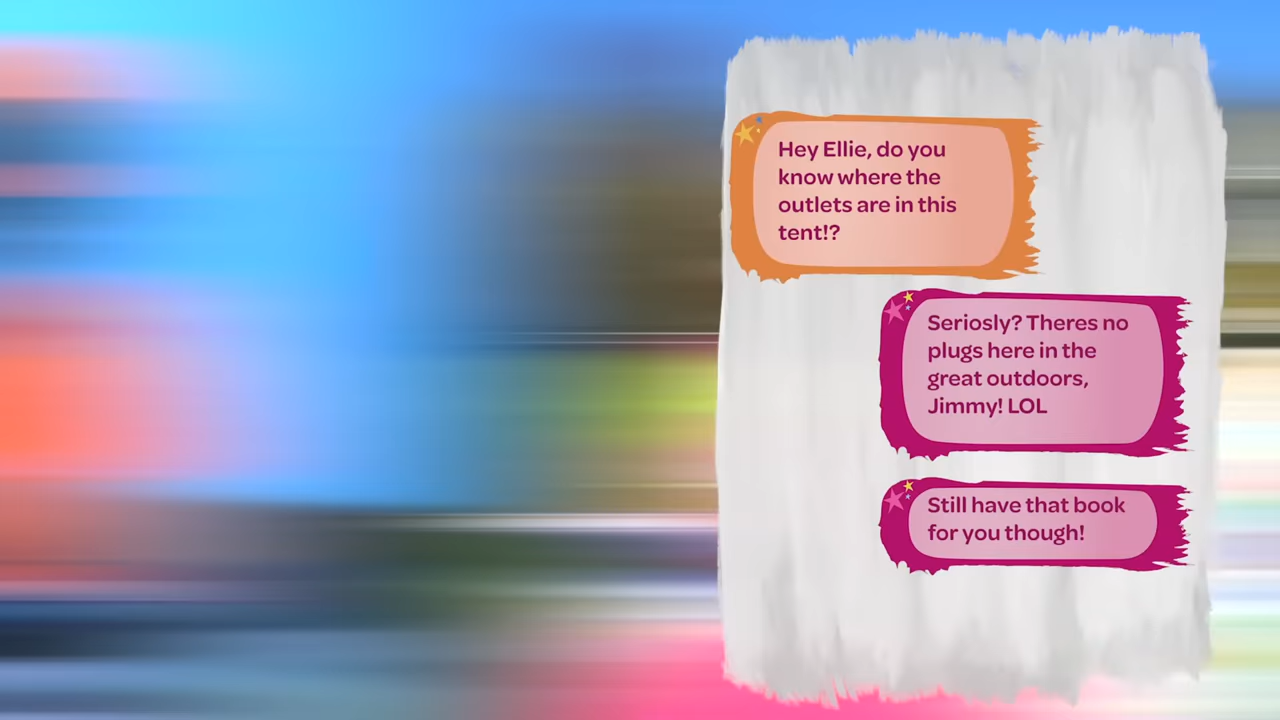 Hey Ellie, do you
know where the
outlets are in this
tent!?
Seriosly? Theres no
plugs here in the
great outdoors,
Jimmy! LOL
Still have that book
for you though!